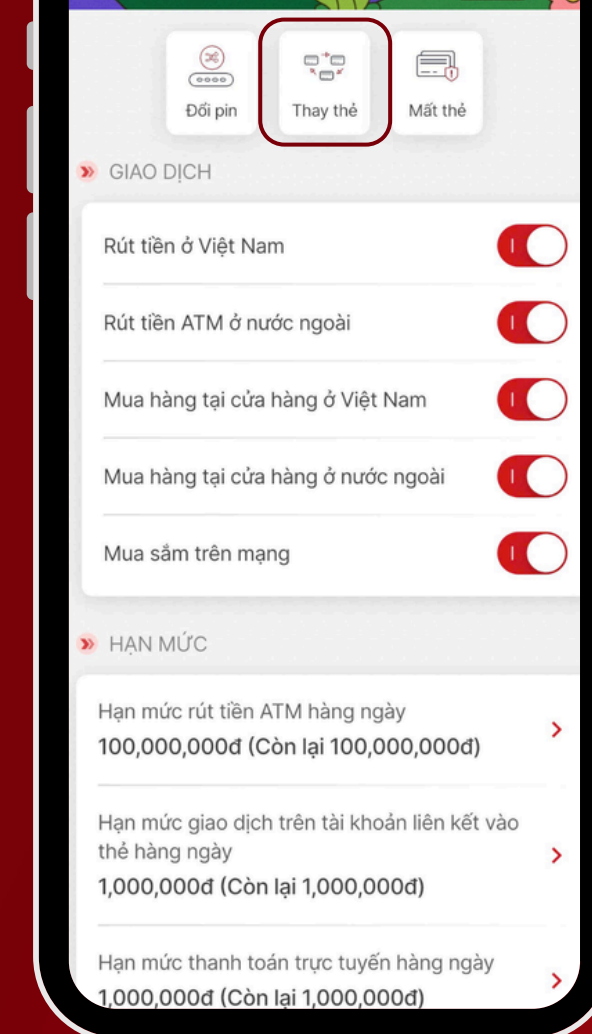 Đổi pin
Thay thẻ
Mất thẻ
GIAO DỊCH
Rút tiền ở Việt Nam
Rút tiền ATM ở nước ngoài
Mua hàng tại cửa hàng ở Việt Nam
Mua hàng tại cửa hàng ở nước ngoài
Mua sắm trên mạng
HẠN MỨC
Hạn mức rút tiền ATM hàng ngày
100,000,000đ (Còn lại 100,000,000đ)
Hạn mức giao dịch trên tài khoản liên kết vào
thẻ hàng ngày
1,000,000đ (Còn lại 1,000,000đ)
Hạn mức thanh toán trực tuyến hàng ngày
1,000,000đ (Còn lại 1,000,000đ)